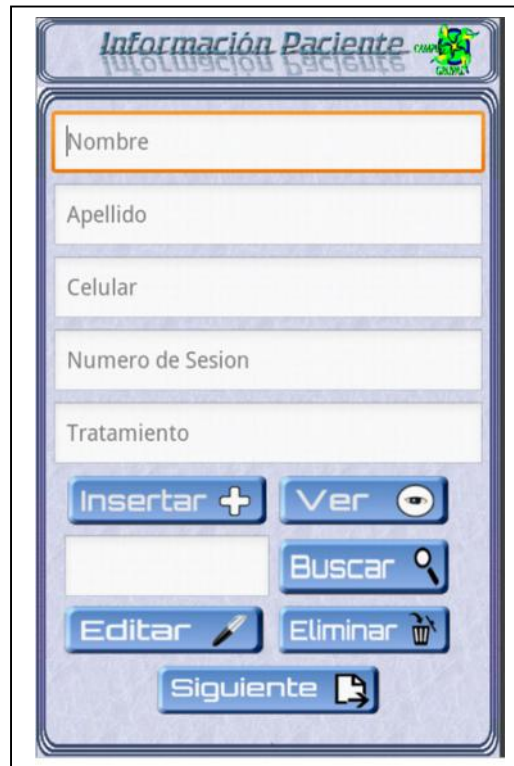 Información Paciente
Nombre
Apellido
Celular
Numero de Sesion
Tratamiento
Insertar Ver
Buscar
Editar Eliminar
Siguiente